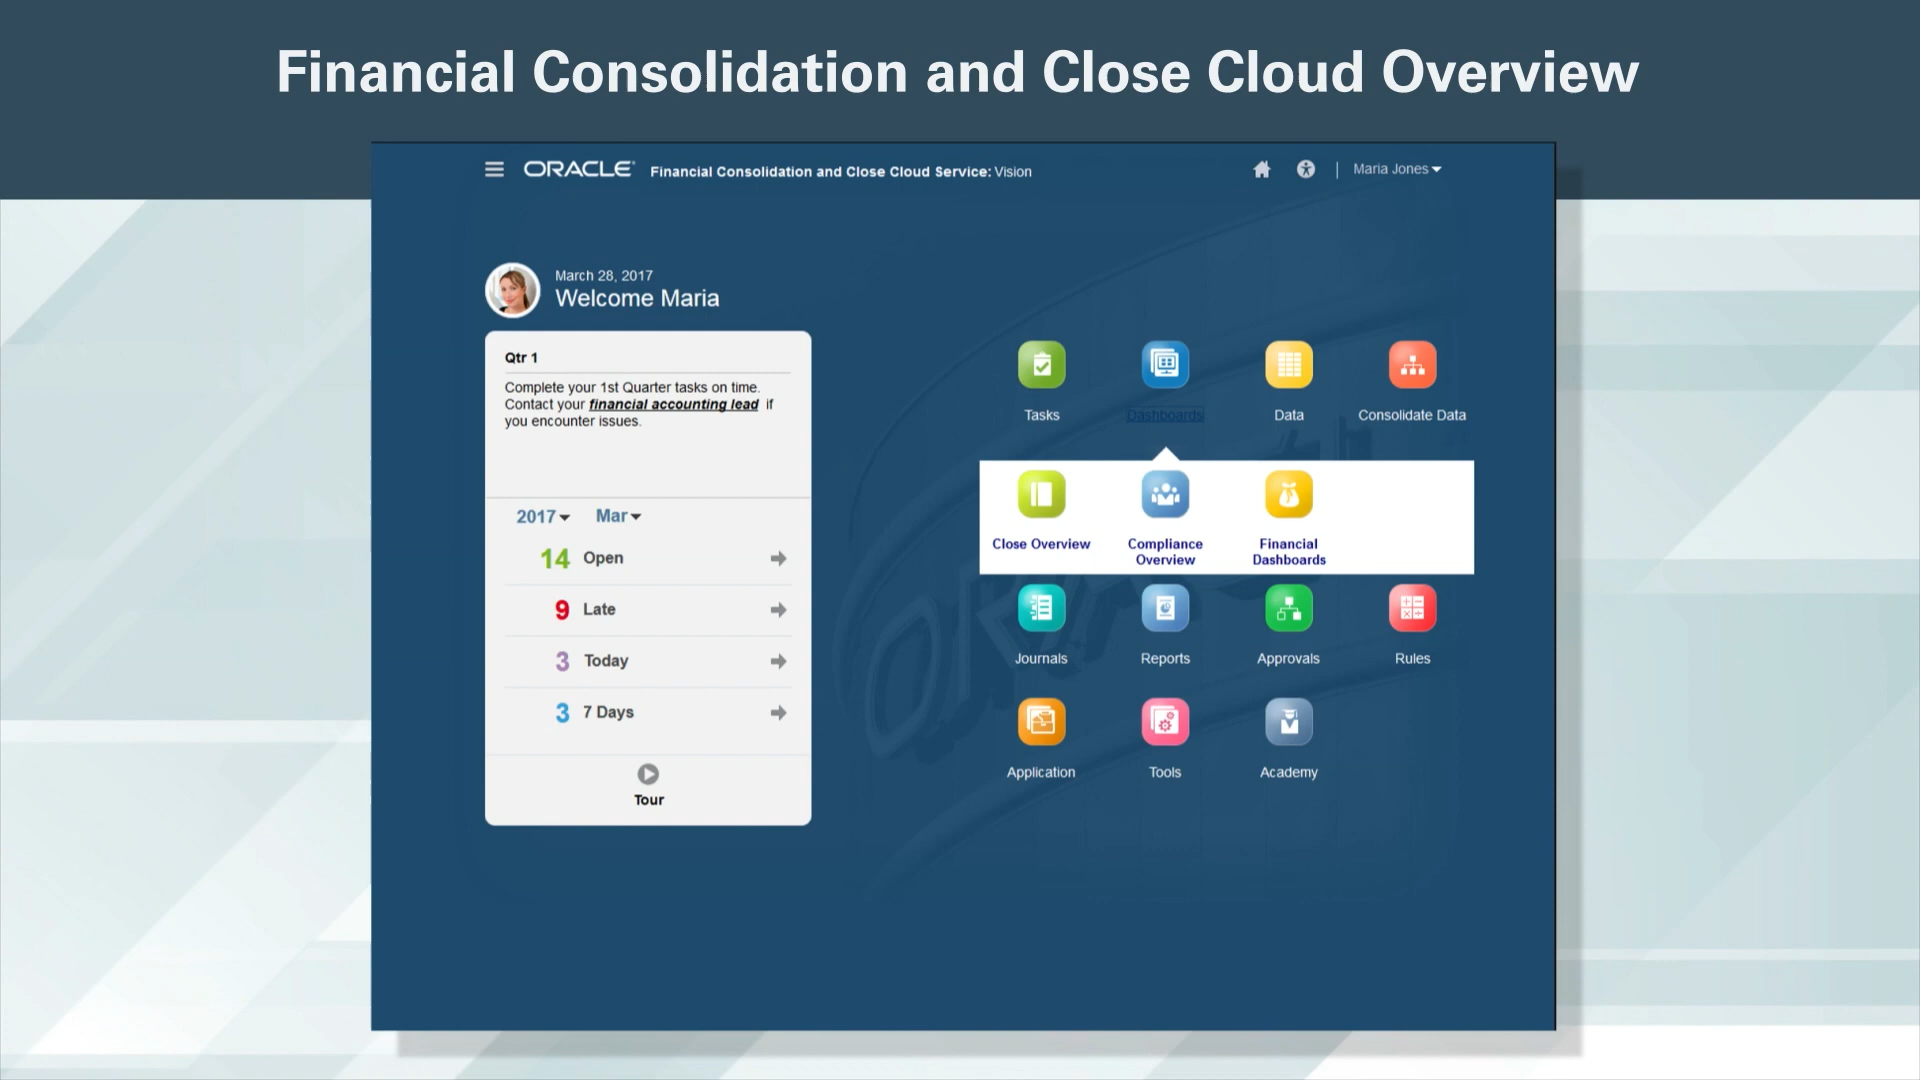 Financial Consolidation and Close Cloud Overview
ORACLE Financial Consolidation and Close Cloud Service: Vision
Maria Jones
March 28, 2017
Welcome Maria
Qtr 1
Complete your 1st Quarter tasks on time.
Contact your financial accounting lead if
you encounter issues.
2017 Mar
14 Open
9 Late
3 Today
3 7 Days
Tour
Tasks
Dashboards
Data
Consolidate Data
Close Overview
Compliance
Overview
Financial
Dashboards
Journals
Reports
Approvals
Rules
Application
Tools
Academy